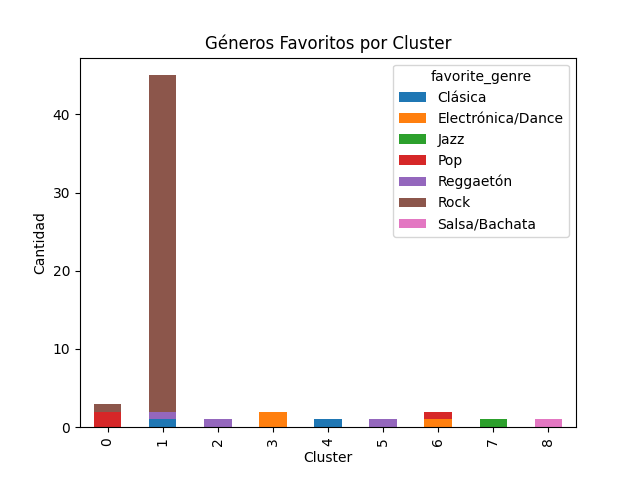 Géneros Favoritos por Cluster
favorite_genre
Clásica
Electrónica/Dance
Jazz
Pop
Reggaetón
Rock
Salsa/Bachata
Cantidad
40
30
20
10
0
0 1 2 3 4 5 6 7 8
Cluster